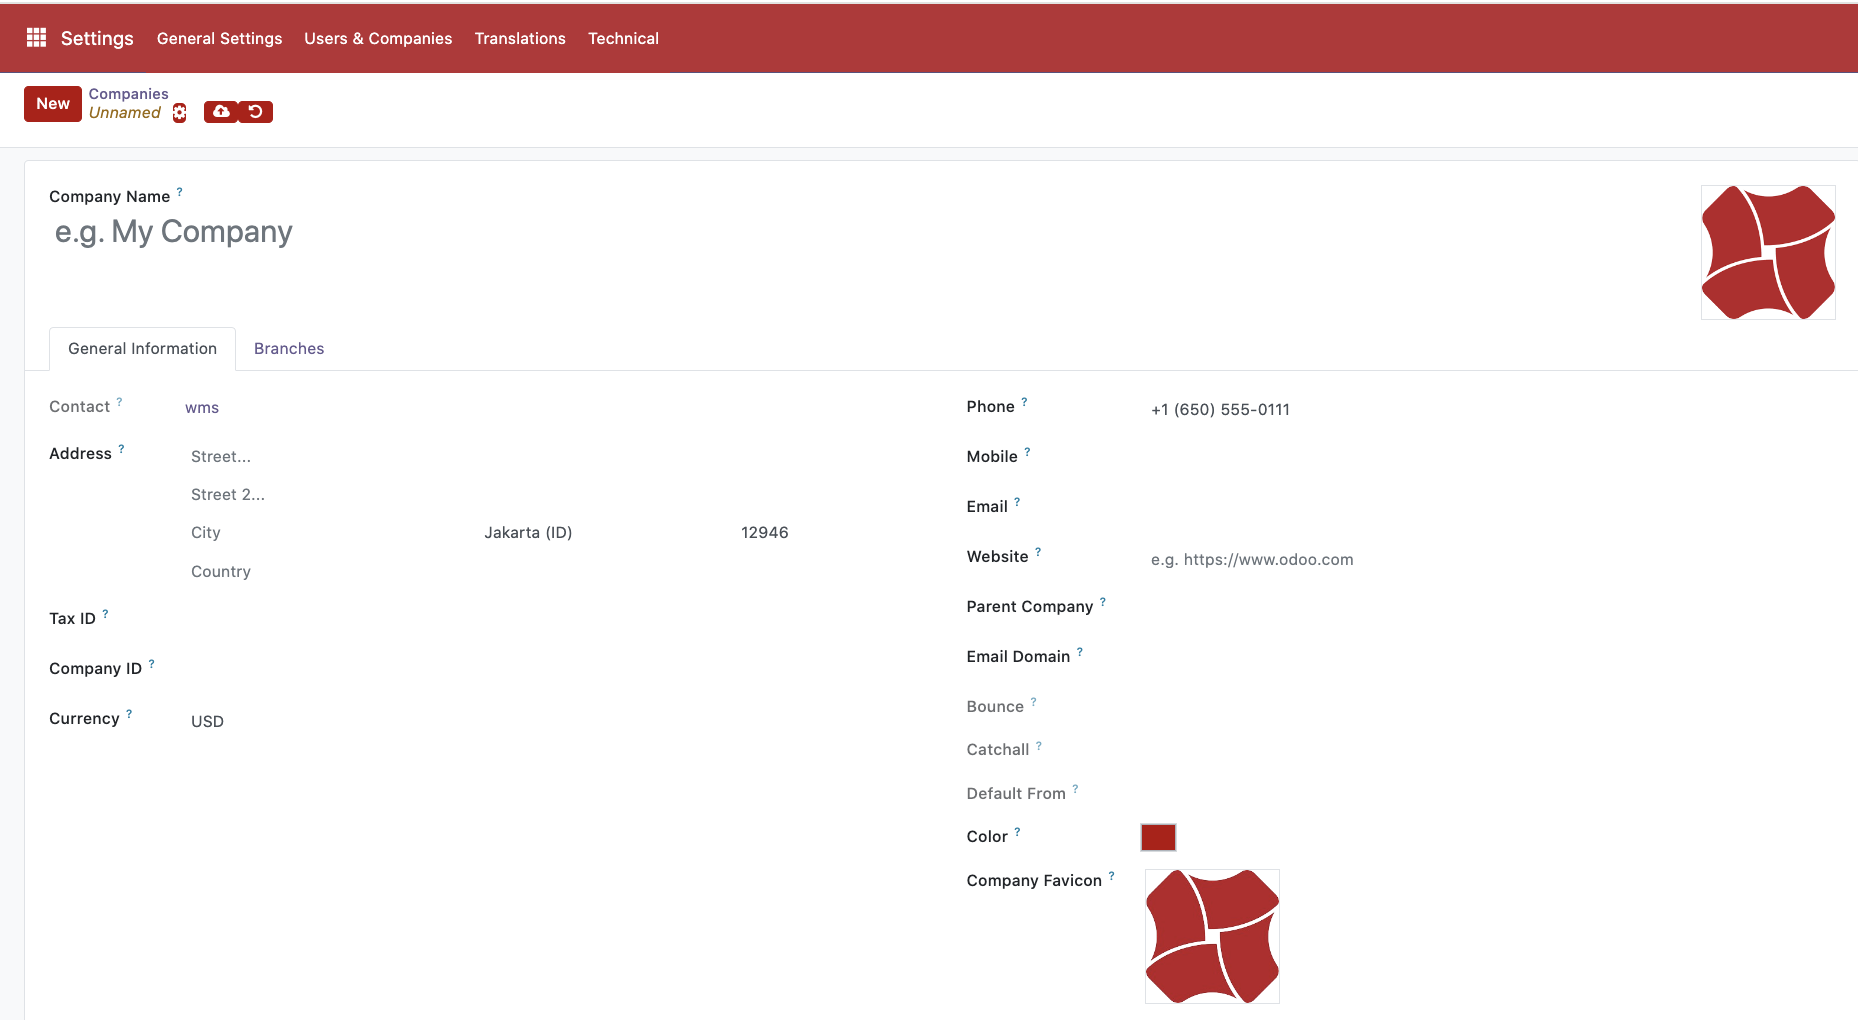 Settings General Settings Users & Companies Translations Technical
New
Companies
Unnamed
Company Name ?
e.g. My Company
General Information Branches
Contact ? wms
Address ? Street...
Street 2...
City Jakarta (ID) 12946
Country
Tax ID ?
Company ID ?
Currency ? USD
Phone ? +1 (650) 555-0111
Mobile ?
Email ?
Website ? e.g. https://www.odoo.com
Parent Company ?
Email Domain ?
Bounce ?
Catchall ?
Default From ?
Color ?
Company Favicon ?